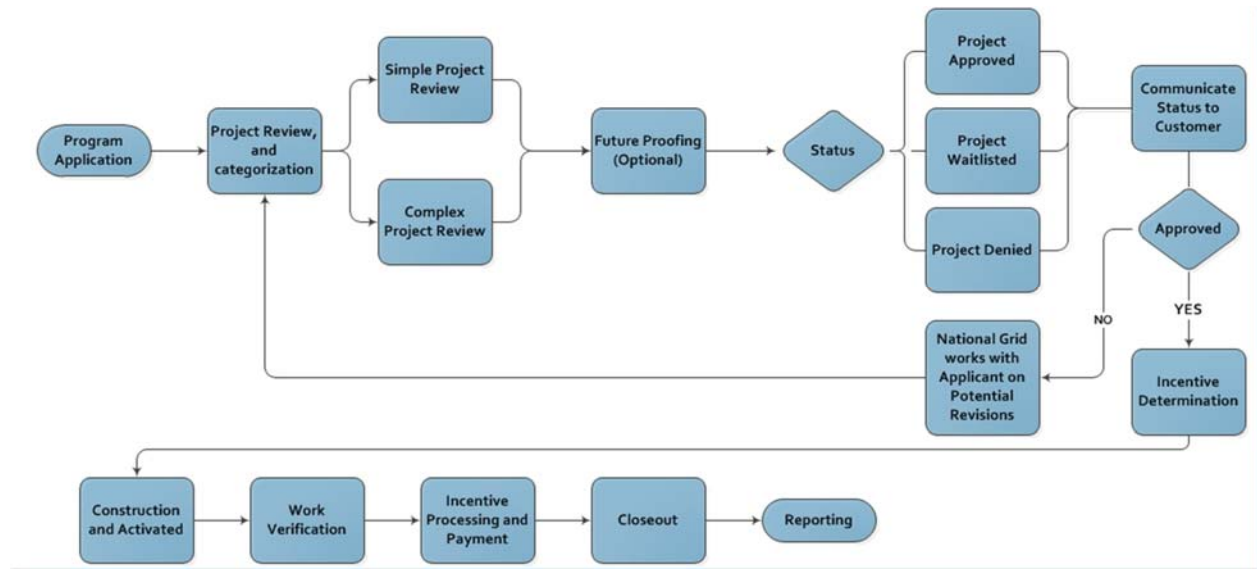 Program
Application
Project Review,
and
categorization
Simple Project
Review
Complex
Project Review
Future Proofing
(Optional)
Status
Project
Approved
Project
Waitlisted
Project Denied
Communicate
Status to
Customer
Approved
NO
YES
National Grid
works with
Applicant on
Potential
Revisions
Incentive
Determination
Construction
and Activated
Work
Verification
Incentive
Processing and
Payment
Closeout
Reporting